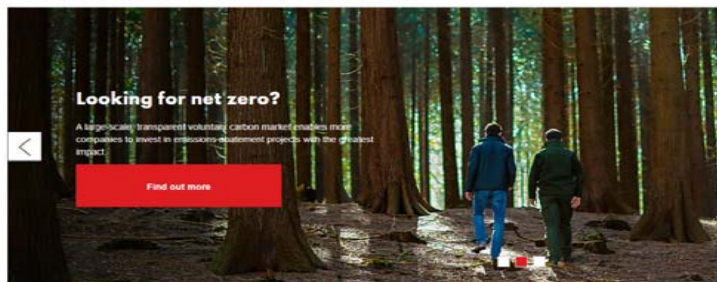 Looking for net zero?
A large-scale, transparent voluntary carbon market enables more
companies to invest in emissions-abatement projects with the greatest
impact.
Find out more